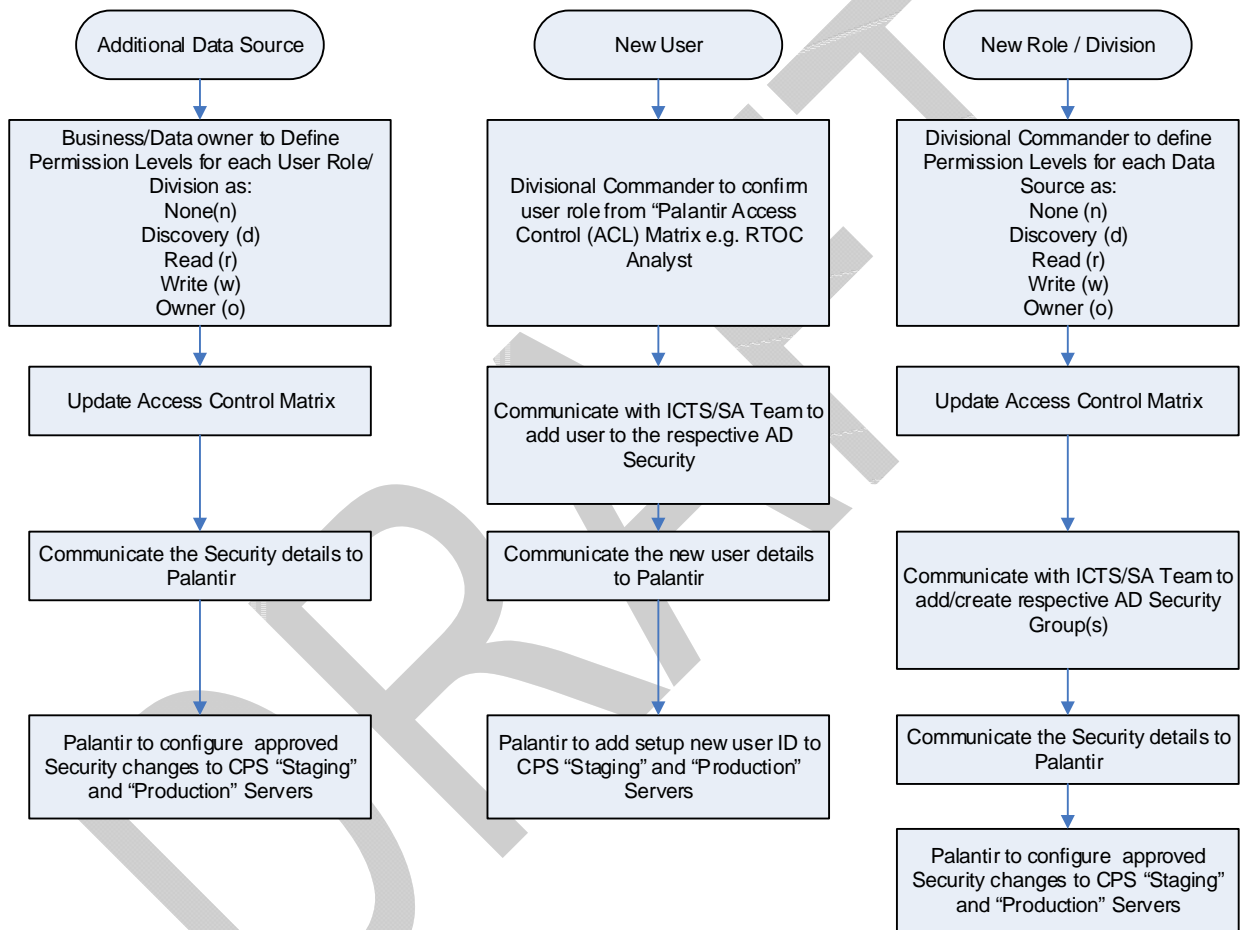 Additional Data Source
Business/Data owner to Define
Permission Levels for each User Role/
Division as:
None(n)
Discovery (d)
Read (r)
Write (w)
Owner (o)
Update Access Control Matrix
Communicate the Security details to
Palantir
Palantir to configure approved
Security changes to CPS “Staging”
and “Production” Servers
New User
Divisional Commander to confirm
user role from “Palantir Access
Control (ACL) Matrix e.g. RTOC
Analyst
Communicate with ICTS/SA Team to
add user to the respective AD
Security
Communicate the new user details
to Palantir
Palantir to add setup new user ID to
CPS “Staging” and “Production”
Servers
New Role / Division
Divisional Commander to define
Permission Levels for each Data
Source as:
None (n)
Discovery (d)
Read (r)
Write (w)
Owner (o)
Update Access Control Matrix
Communicate with ICTS/SA Team to
add/create respective AD Security
Group(s)
Communicate the Security details to
Palantir
Palantir to configure approved
Security changes to CPS “Staging”
and “Production” Servers
DRAFT